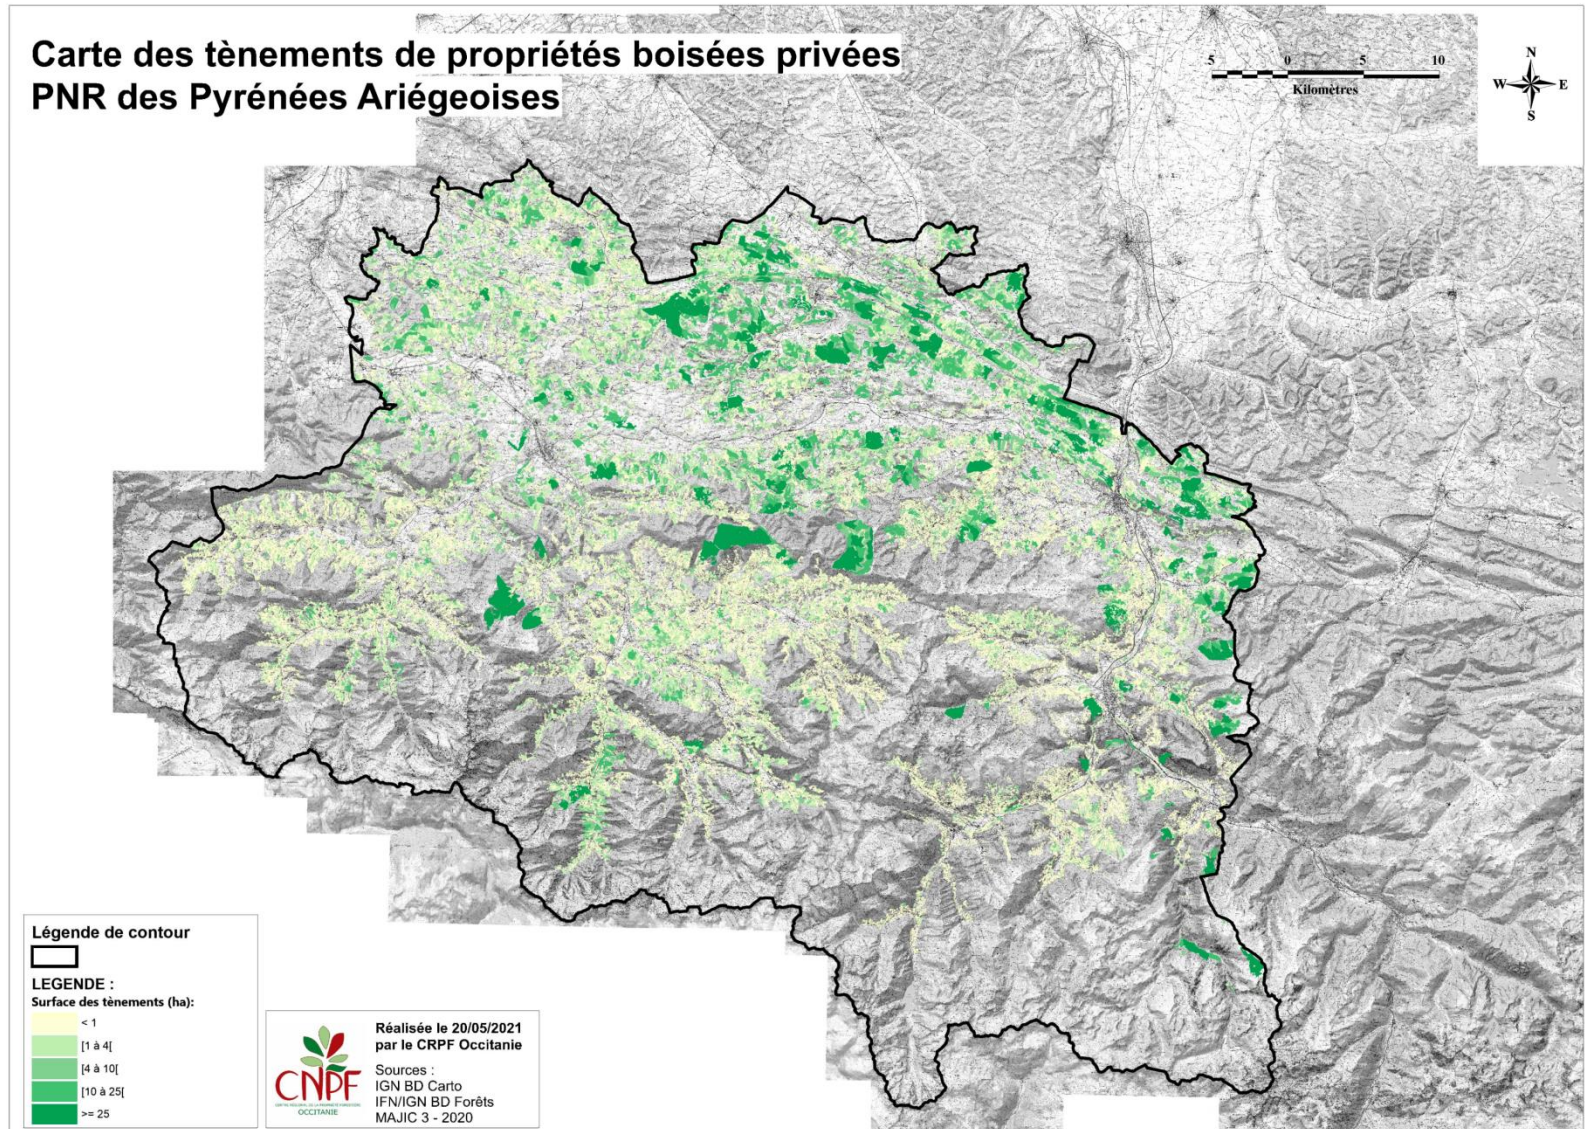 Carte des tènements de propriétés boisées privées
PNR des Pyrénées Ariégeoises
5 0 5 10
Kilomètres
N
W E
S
Légende de contour
LEGENDE :
Surface des tènements (ha):
< 1
[1 à 4[
[4 à 10[
[10 à 25[
>= 25
CNPF
OCCITANIE
Réalisée le 20/05/2021
par le CRPF Occitanie
Sources :
IGN BD Carto
IFN/IGN BD Forêts
MAJIC 3 - 2020